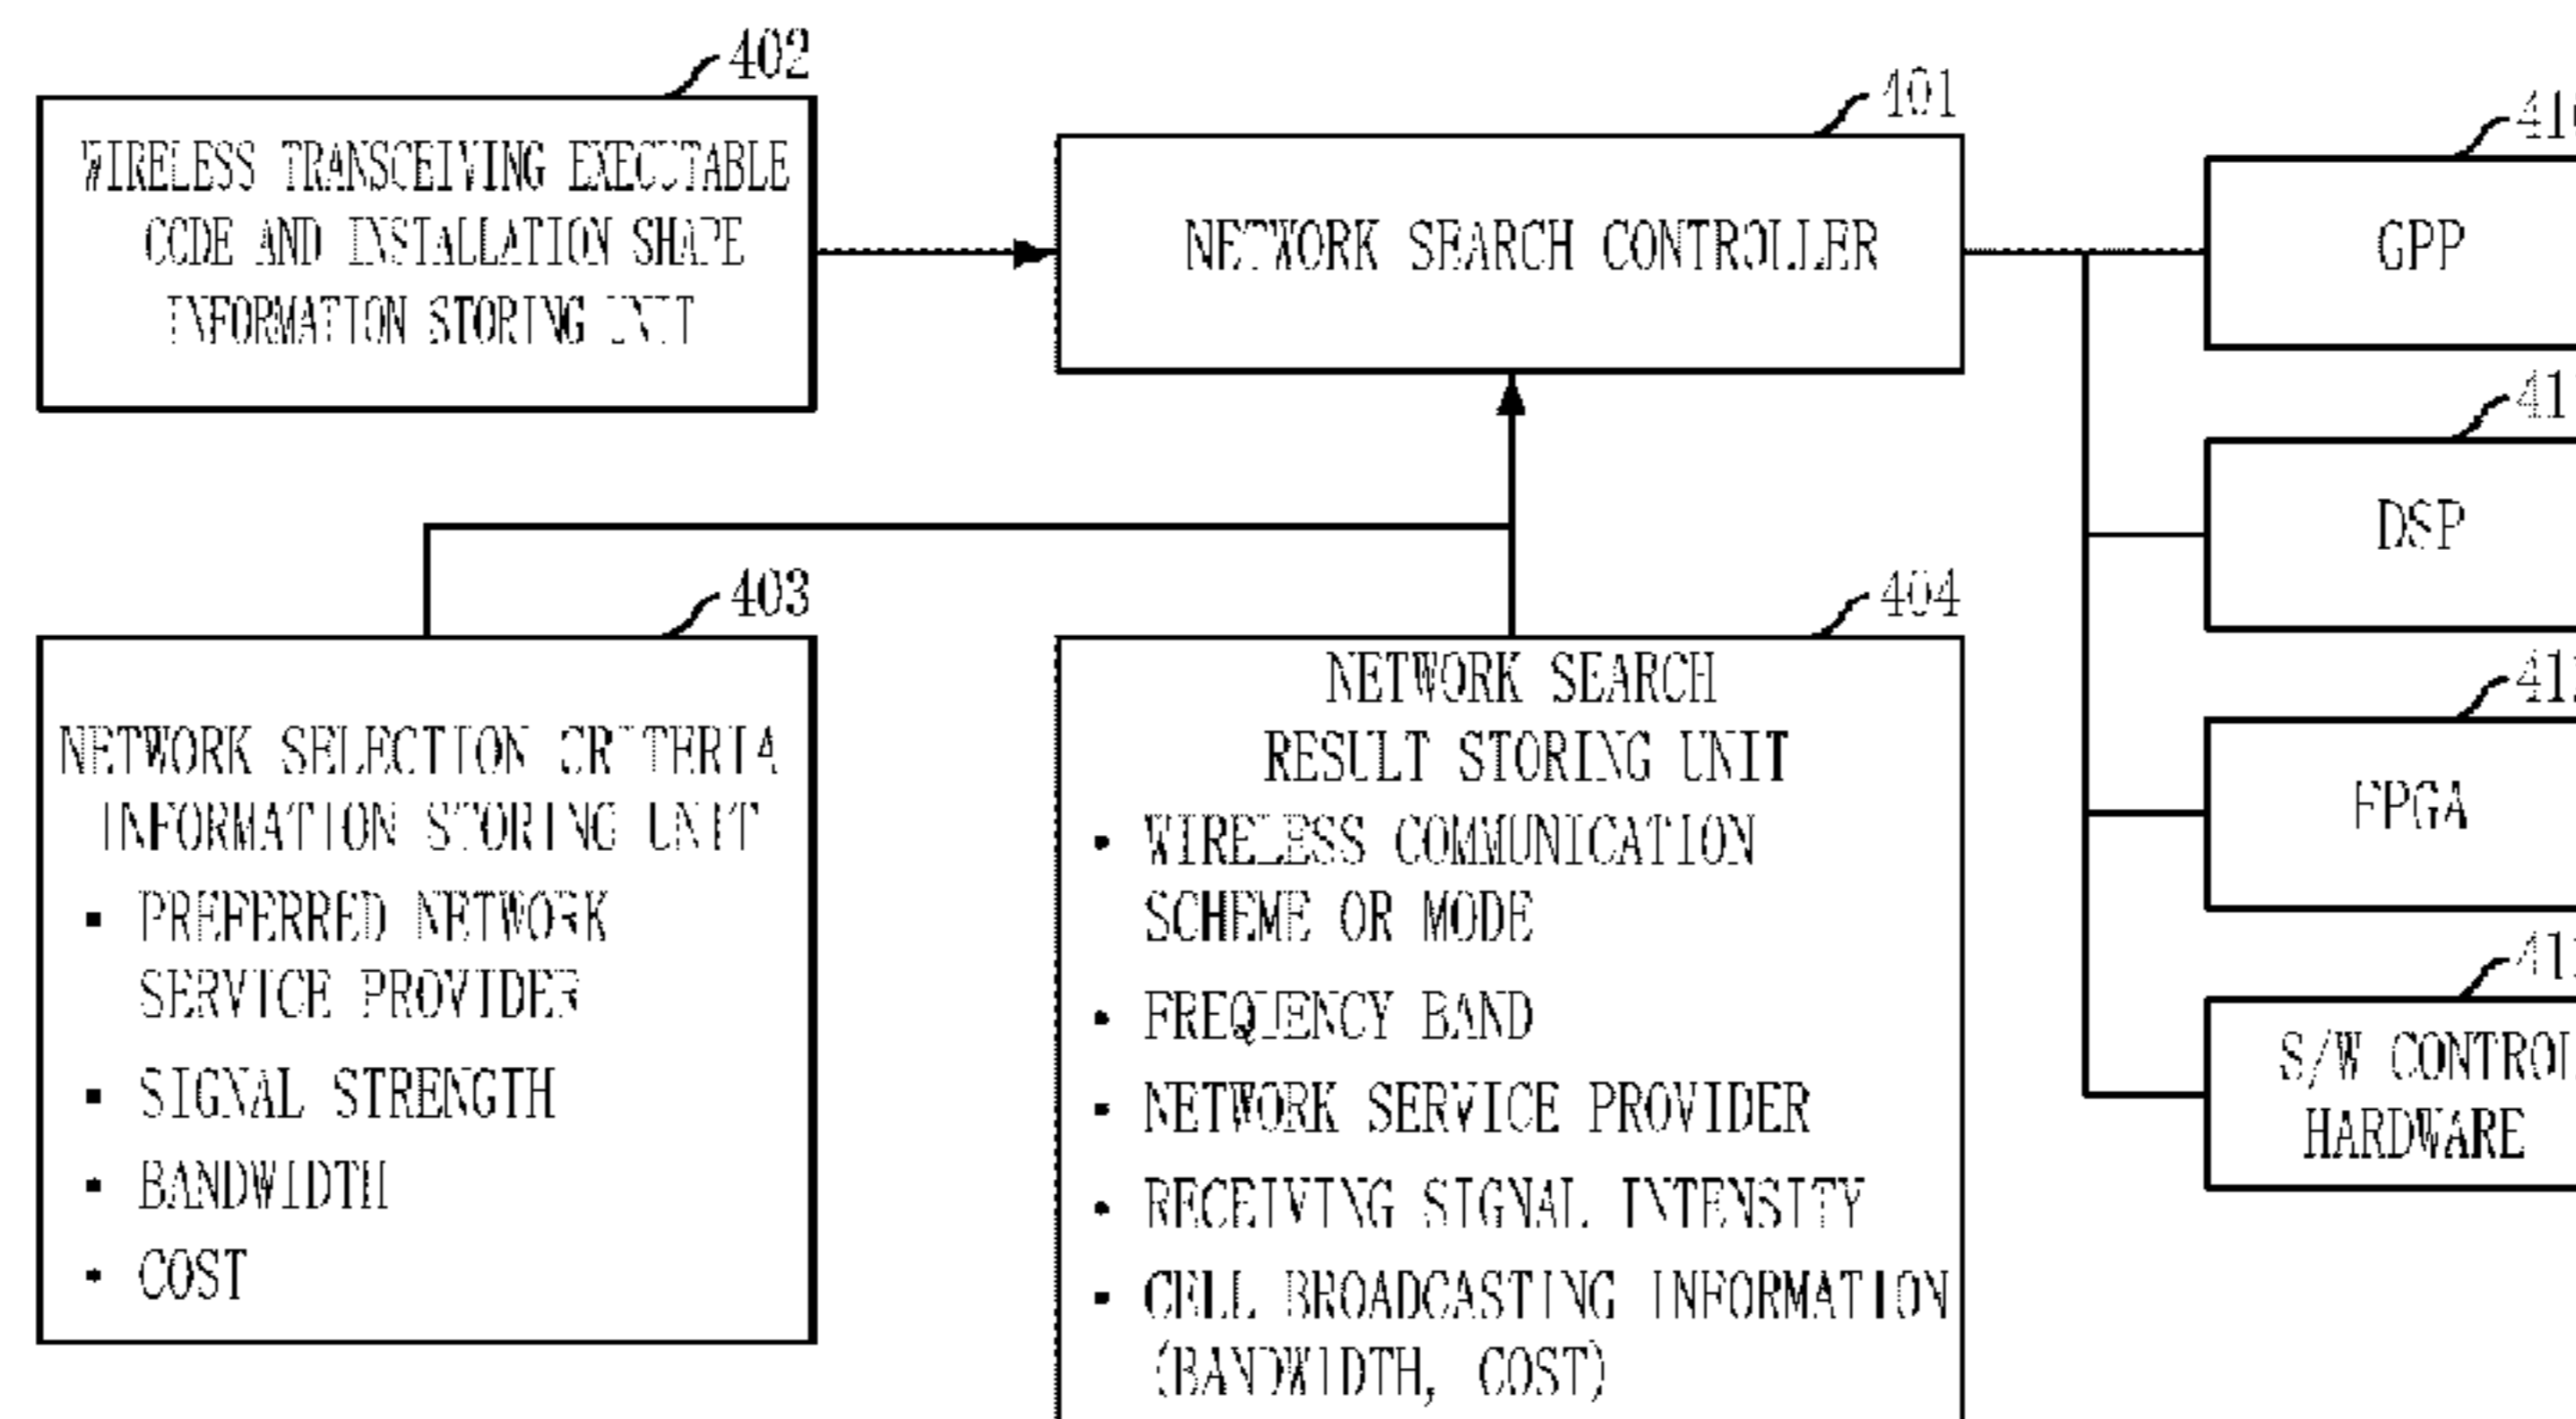 402
WIRELESS TRANSCEIVING EXECUTABLE
CODE AND INSTALLATION SHAPE
INFORMATION STORING UNIT
401
NETWORK SEARCH CONTROLLER
GPP
DSP
FPGA
S/W CONTROL
HARDWARE
403
NETWORK SELECTION CRITERIA
INFORMATION STORING UNIT
▪ PREFERRED NETWORK
SERVICE PROVIDER
▪ SIGNAL STRENGTH
▪ BANDWIDTH
▪ COST
404
NETWORK SEARCH
RESULT STORING UNIT
• WIRELESS COMMUNICATION
SCHEME OR MODE
• FREQUENCY BAND
• NETWORK SERVICE PROVIDER
• RECEIVING SIGNAL INTENSITY
• CELL BROADCASTING INFORMATION
(BANDWIDTH, COST)